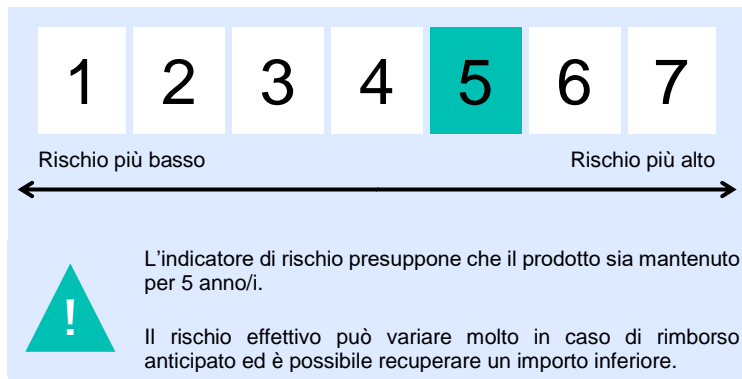 1 2 3 4 5 6 7
Rischio più basso Rischio più alto
L'indicatore di rischio presuppone che il prodotto sia mantenuto
per 5 anno/i.
!
Il rischio effettivo può variare molto in caso di rimborso
anticipato ed è possibile recuperare un importo inferiore.